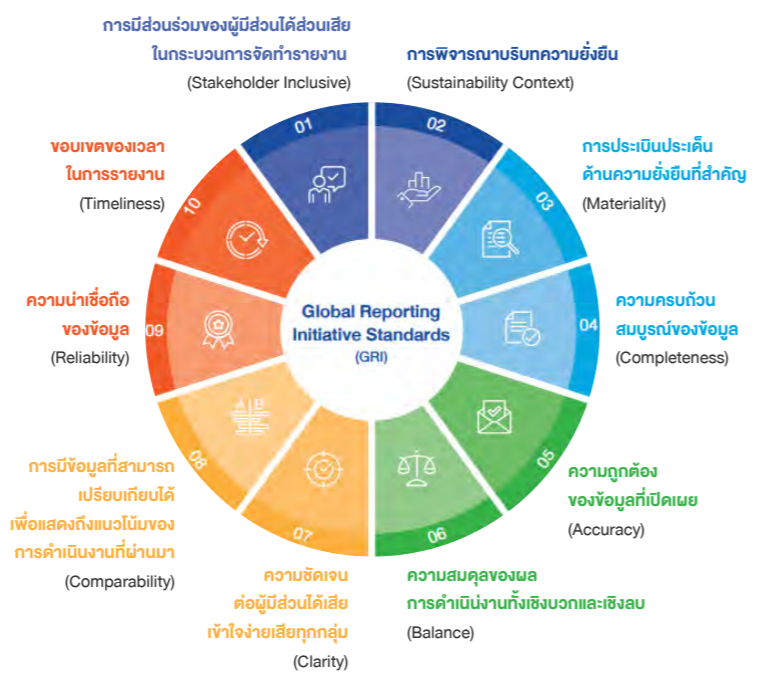 การมีส่วนร่วมของผู้มีส่วนได้ส่วนเสีย
ในกระบวนการจัดทำรายงาน
(Stakeholder Inclusive)
01
การพิจารณาบริบทความยั่งยืน
(Sustainability Context)
02
การประเมินประเด็น
ด้านความยั่งยืนที่สำคัญ
(Materiality)
03
ความครบถ้วน
สมบูรณ์ของข้อมูล
(Completeness)
04
ความถูกต้อง
ของข้อมูลที่เปิดเผย
(Accuracy)
05
ความสมดุลของผล
การดำเนินงานทั้งเชิงบวกและเชิงลบ
(Balance)
06
ความชัดเจน
ต่อผู้มีส่วนได้เสีย
เข้าใจง่ายเสียทุกกลุ่ม
(Clarity)
07
การมีข้อมูลที่สามารถ
เปรียบเทียบได้
เพื่อแสดงถึงแนวโน้มของ
การดำเนินงานที่ผ่านมา
(Comparability)
08
A B
ความน่าเชื่อถือ
ของข้อมูล
(Reliability)
09
ขอบเขตของเวลา
ในการรายงาน
(Timeliness)
10
Global Reporting
Initiative Standards
(GRI)